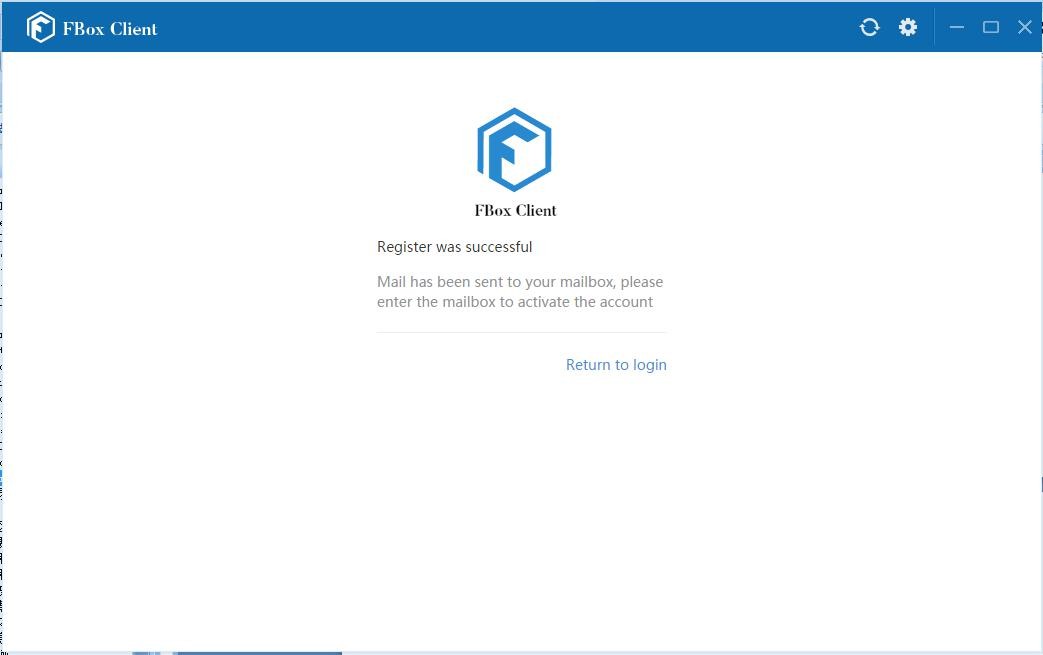 FBox Client
FBox Client
Register was successful
Mail has been sent to your mailbox, please
enter the mailbox to activate the account
Return to login